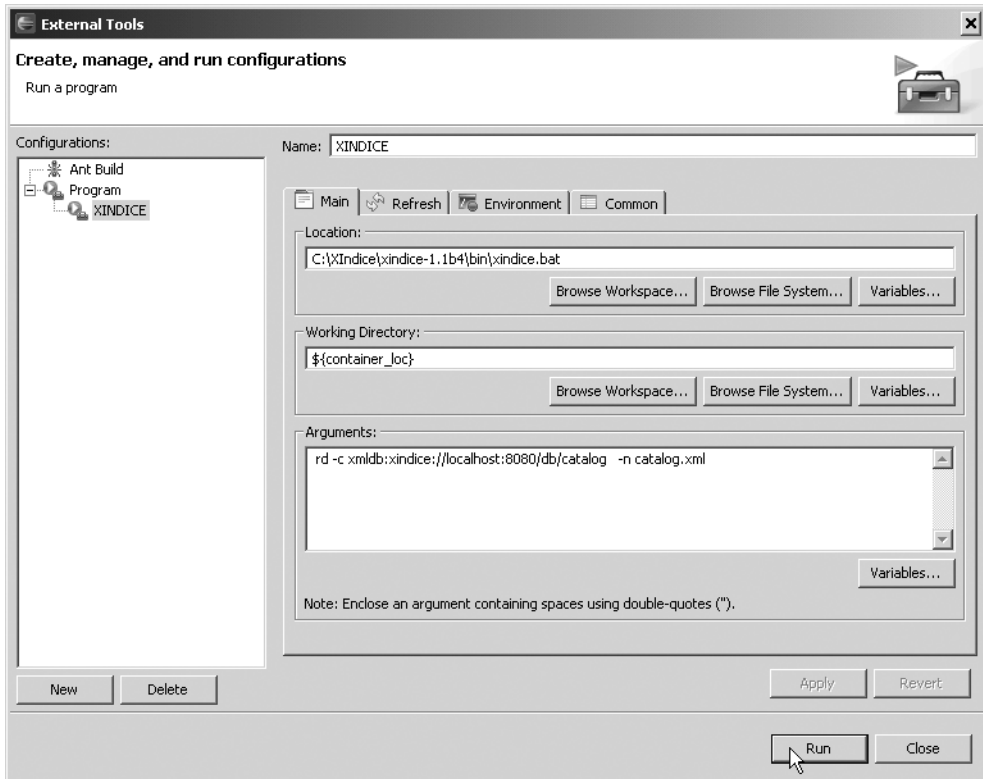 External Tools
Create, manage, and run configurations
Run a program
Configurations:
Ant Build
Program
XINDICE
New
Delete
Name: XINDICE
Main Refresh Environment Common
Location:
C:\XIndice\xindice-1.1b4\bin\xindice.bat
Browse Workspace... Browse File System... Variables...
Working Directory:
${container_loc}
Browse Workspace... Browse File System... Variables...
Arguments:
rd -c xmldb:xindice://localhost:8080/db/catalog -n catalog.xml
Variables...
Note: Enclose an argument containing spaces using double-quotes (").
Apply Revert
Run Close